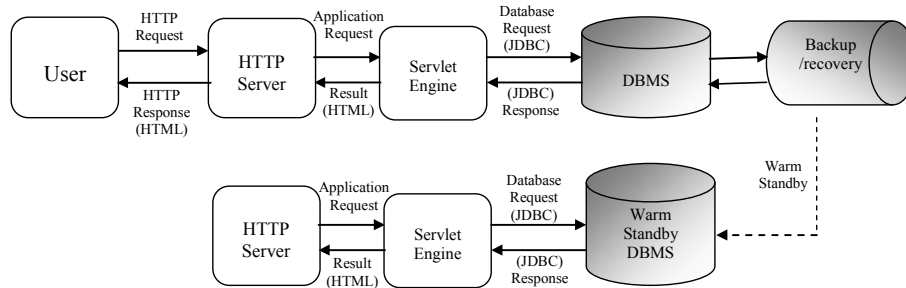 HTTP
Request
User
HTTP
Response
(HTML)
HTTP
Server
Application
Request
Result
(HTML)
Servlet
Engine
Database
Request
(JDBC)
(JDBC)
Response
DBMS
Backup
/recovery
Warm
Standby
HTTP
Server
Application
Request
Result
(HTML)
Servlet
Engine
Database
Request
(JDBC)
(JDBC)
Response
Warm
Standby
DBMS